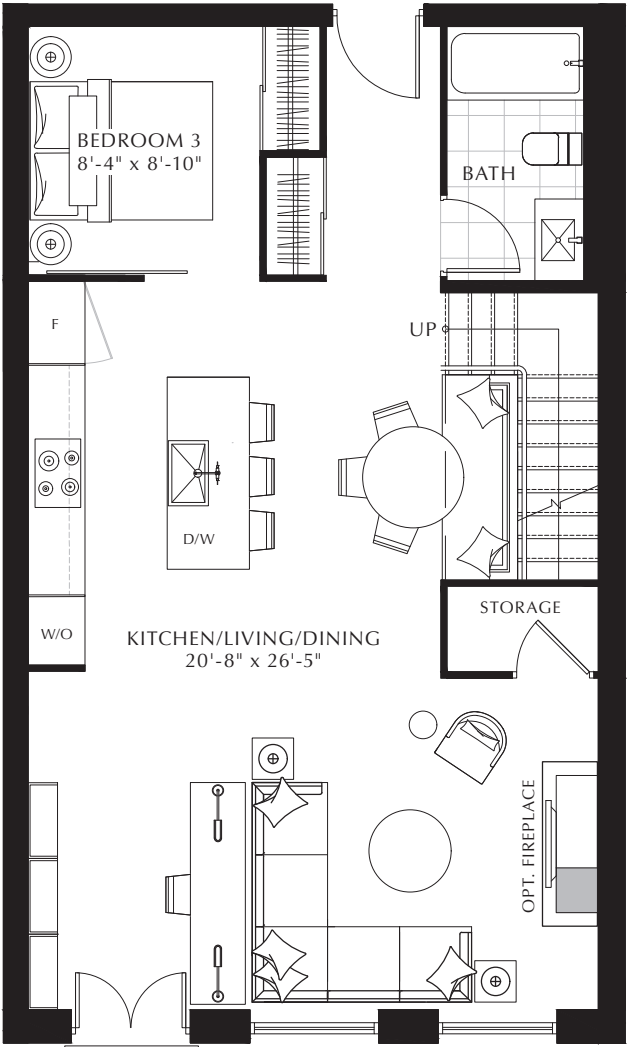 BEDROOM 3
8'-4" x 8'-10"
BATH
F
UP
D/W
W/O
KITCHEN/LIVING/DINING
20'-8" x 26'-5"
STORAGE
OPT. FIREPLACE